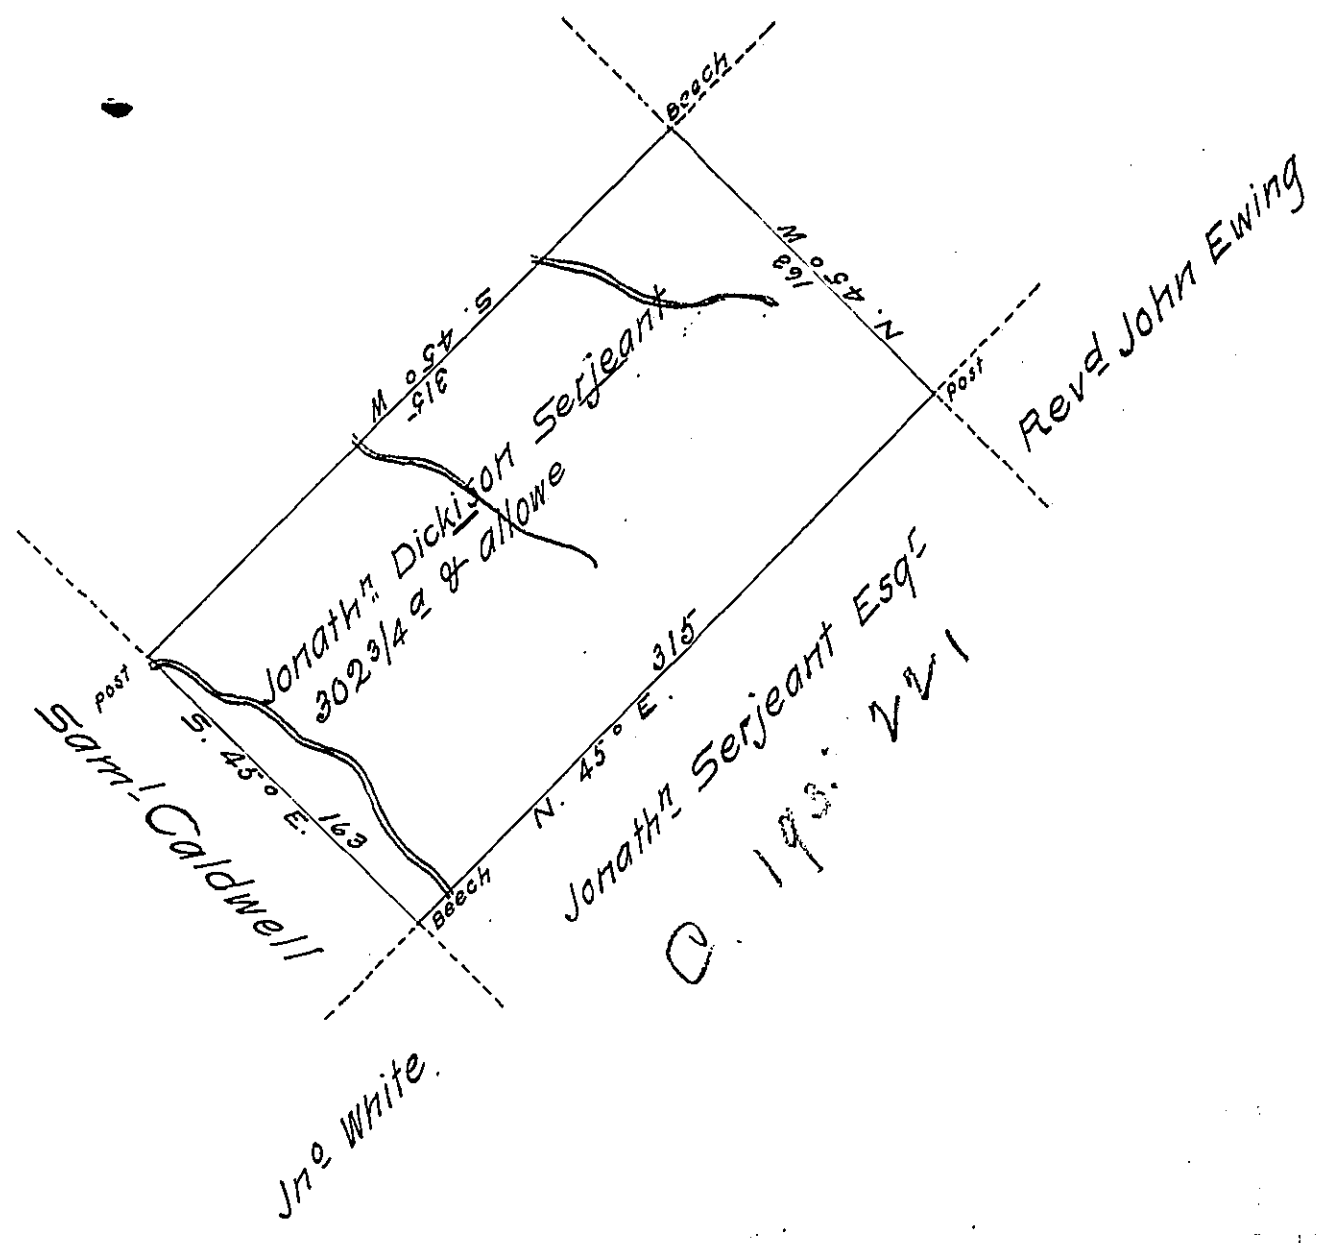 Beech
N. 45° W
163
post
Revd John Ewing
S. 45° W
315
Jonathn Dickison Serjeant
302 3/4 a & allowe
post
S. 45° E.
163
Saml Caldwell
Beech
N. 45° E.
315
Jonathn Serjeant Esqr
Jno White.